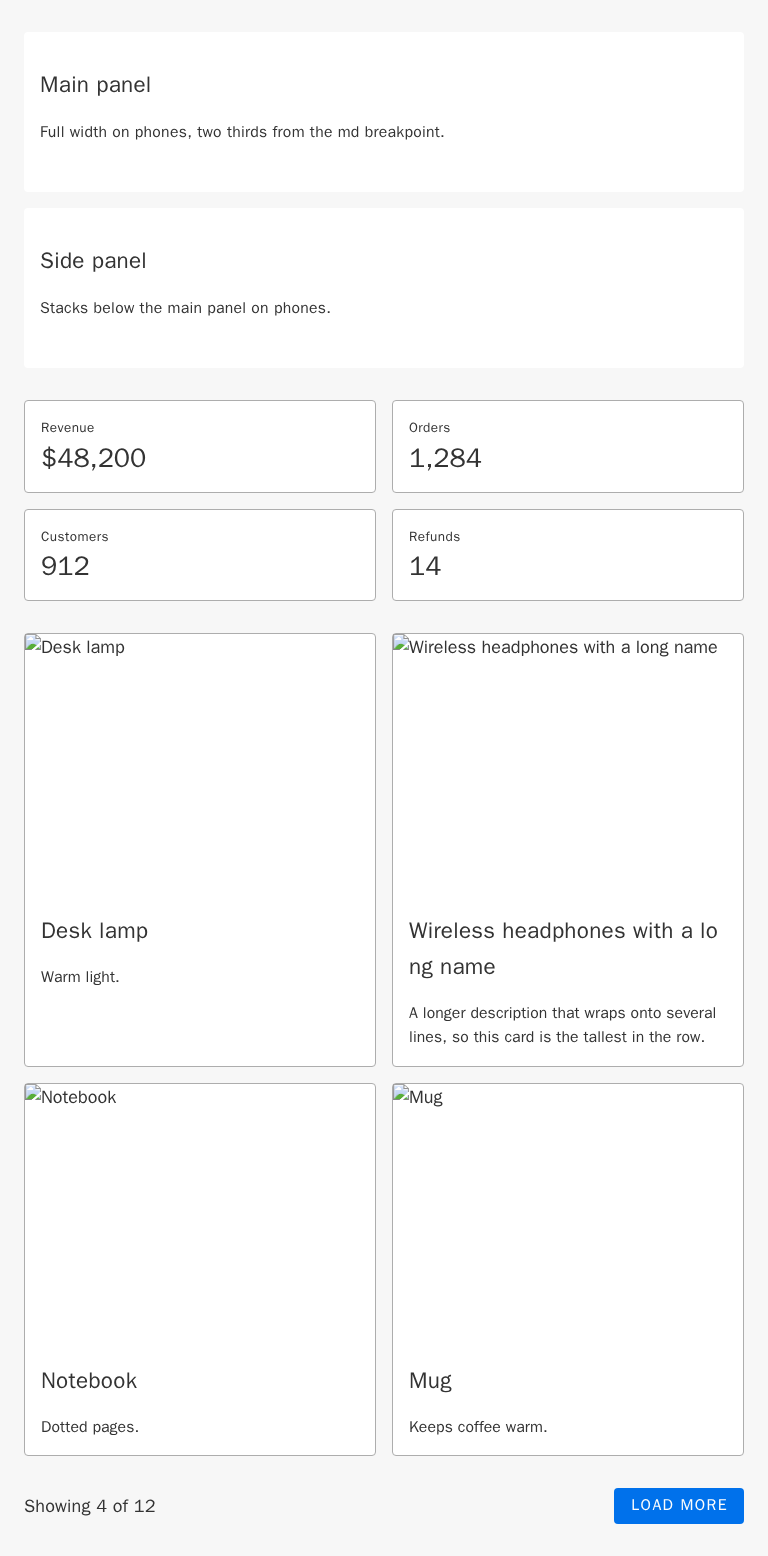 Main panel
Full width on phones, two thirds from the md breakpoint.
Side panel
Stacks below the main panel on phones.
Revenue
$48,200
Orders
1,284
Customers
912
Refunds
14
Desk lamp
Wireless headphones with a long name
Desk lamp
Warm light.
Wireless headphones with a lo
ng name
A longer description that wraps onto several
lines, so this card is the tallest in the row.
Notebook
Mug
Notebook
Dotted pages.
Mug
Keeps coffee warm.
Showing 4 of 12
LOAD MORE